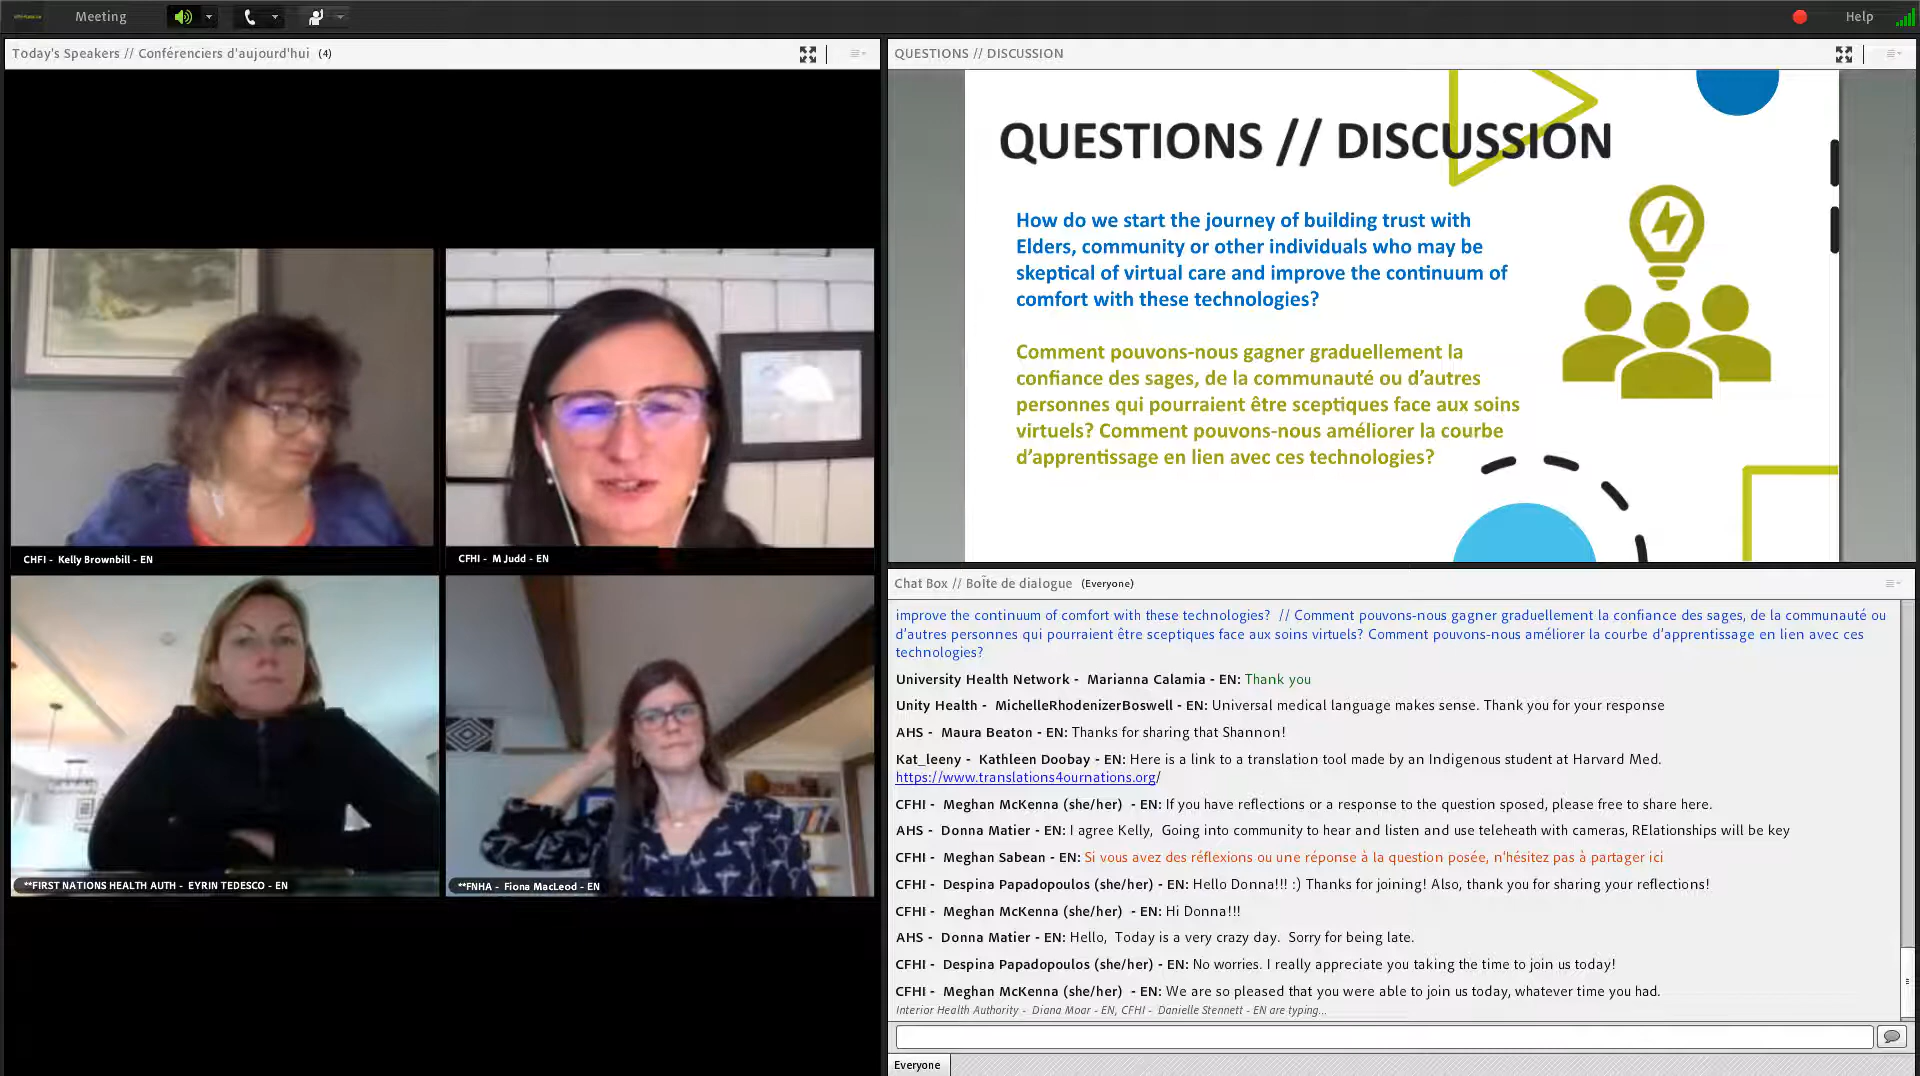 Meeting
Help
Today's Speakers // Conférenciers d'aujourd'hui (4)
CHFI - Kelly Brownbill - EN
CFHI - M Judd - EN
**FIRST NATIONS HEALTH AUTH - EYRIN TEDESCO - EN
**FNHA - Fiona MacLeod - EN
QUESTIONS // DISCUSSION
QUESTIONS // DISCUSSION
How do we start the journey of building trust with
Elders, community or other individuals who may be
skeptical of virtual care and improve the continuum of
comfort with these technologies?
Comment pouvons-nous gagner graduellement la
confiance des sages, de la communauté ou d'autres
personnes qui pourraient être sceptiques face aux soins
virtuels? Comment pouvons-nous améliorer la courbe
d'apprentissage en lien avec ces technologies?
Chat Box // Boîte de dialogue (Everyone)
improve the continuum of comfort with these technologies? // Comment pouvons-nous gagner graduellement la confiance des sages, de la communauté ou
d'autres personnes qui pourraient être sceptiques face aux soins virtuels? Comment pouvons-nous améliorer la courbe d'apprentissage en lien avec ces
technologies?
University Health Network - Marianna Calamia - EN: Thank you
Unity Health - MichelleRhodenizerBoswell - EN: Universal medical language makes sense. Thank you for your response
AHS - Maura Beaton - EN: Thanks for sharing that Shannon!
Kat_leeny - Kathleen Doobay - EN: Here is a link to a translation tool made by an Indigenous student at Harvard Med.
https://www.translations4ournations.org/
CFHI - Meghan McKenna (she/her) - EN: If you have reflections or a response to the question sposed, please free to share here.
AHS - Donna Matier - EN: I agree Kelly, Going into community to hear and listen and use teleheath with cameras, RElationships will be key
CFHI - Meghan Sabean - EN: Si vous avez des réflexions ou une réponse à la question posée, n'hésitez pas à partager ici
CFHI - Despina Papadopoulos (she/her) - EN: Hello Donna!!! :) Thanks for joining! Also, thank you for sharing your reflections!
CFHI - Meghan McKenna (she/her) - EN: Hi Donna!!!
AHS - Donna Matier - EN: Hello, Today is a very crazy day. Sorry for being late.
CFHI - Despina Papadopoulos (she/her) - EN: No worries. I really appreciate you taking the time to join us today!
CFHI - Meghan McKenna (she/her) - EN: We are so pleased that you were able to join us today, whatever time you had.
Interior Health Authority - Diana Moar - EN, CFHI - Danielle Stennett - EN are typing...
Everyone